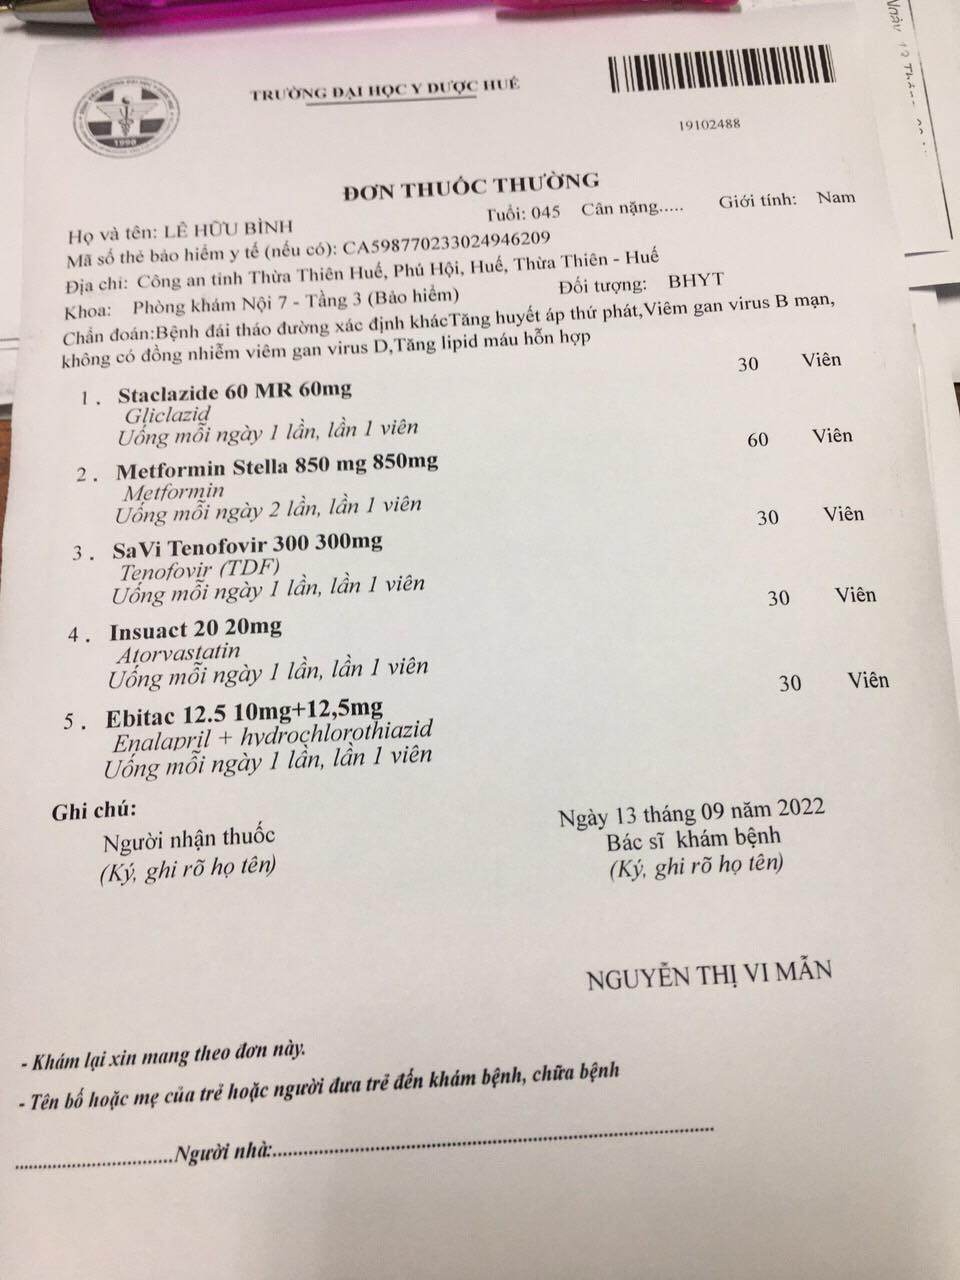 TRƯỜNG ĐẠI HỌC Y DƯỢC HUẾ
19102488
ĐƠN THUỐC THƯỜNG
Họ và tên: LÊ HỮU BÌNH Tuổi: 045 Cân nặng..... Giới tính: Nam
Mã số thẻ bảo hiểm y tế (nếu có): CA598770233024946209
Địa chỉ: Công an tỉnh Thừa Thiên Huế, Phú Hội, Huế, Thừa Thiên - Huế
Khoa: Phòng khám Nội 7 - Tầng 3 (Bảo hiểm) Đối tượng: BHYT
Chẩn đoán:Bệnh đái tháo đường xác định khácTăng huyết áp thứ phát,Viêm gan virus B mạn,
không có đồng nhiễm viêm gan virus D,Tăng lipid máu hỗn hợp
1 . Staclazide 60 MR 60mg 30 Viên
Gliclazid
Uống mỗi ngày 1 lần, lần 1 viên
2 . Metformin Stella 850 mg 850mg 60 Viên
Metformin
Uống mỗi ngày 2 lần, lần 1 viên
3 . SaVi Tenofovir 300 300mg 30 Viên
Tenofovir (TDF)
Uống mỗi ngày 1 lần, lần 1 viên
4 . Insuact 20 20mg 30 Viên
Atorvastatin
Uống mỗi ngày 1 lần, lần 1 viên
5 . Ebitac 12.5 10mg+12,5mg 30 Viên
Enalapril + hydrochlorothiazid
Uống mỗi ngày 1 lần, lần 1 viên
Ghi chú:
Ngày 13 tháng 09 năm 2022
Người nhận thuốc Bác sĩ khám bệnh
(Ký, ghi rõ họ tên) (Ký, ghi rõ họ tên)
NGUYỄN THỊ VI MẪN
- Khám lại xin mang theo đơn này.
- Tên bố hoặc mẹ của trẻ hoặc người đưa trẻ đến khám bệnh, chữa bệnh
..............................Người nhà:......................................................................